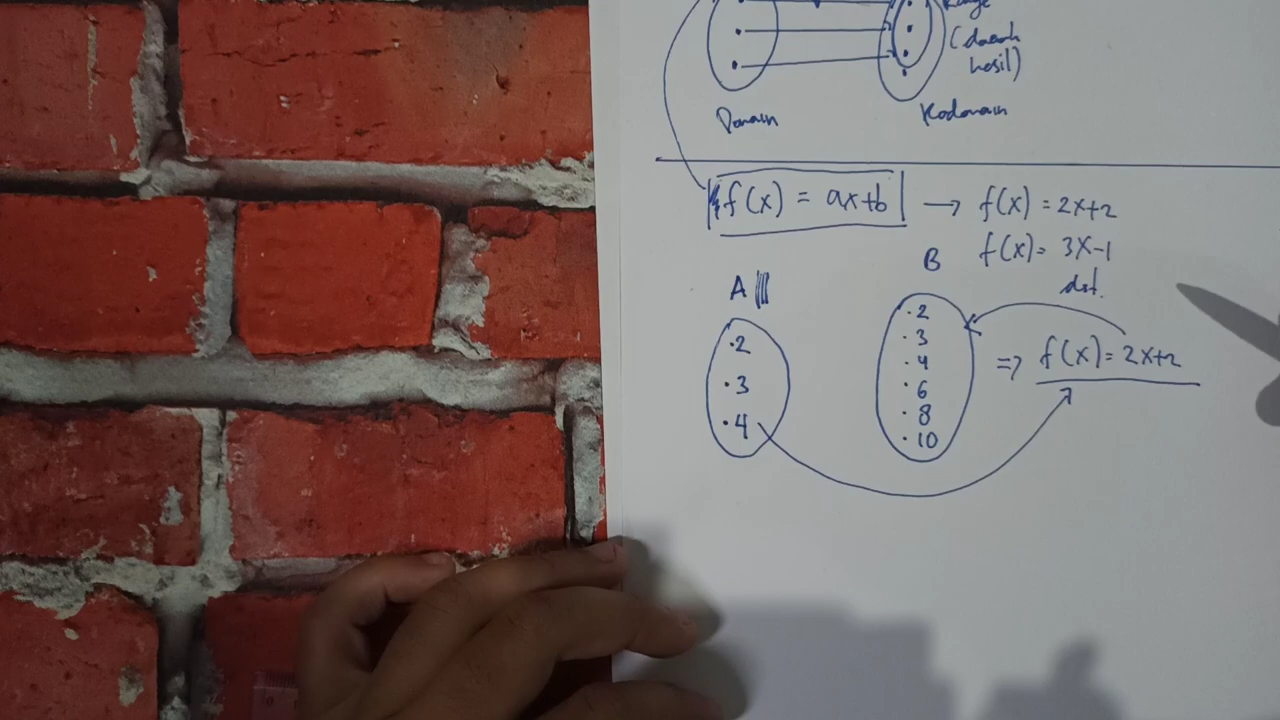 (daerah
hasil)
Domain
Kodomain
f(x) = ax+b → f(x) = 2x+2
f(x) = 3x-1
dst.
A
B
.2
.3
.4
.2
.3
.4
.6
.8
.10
=> f(x) = 2x+2